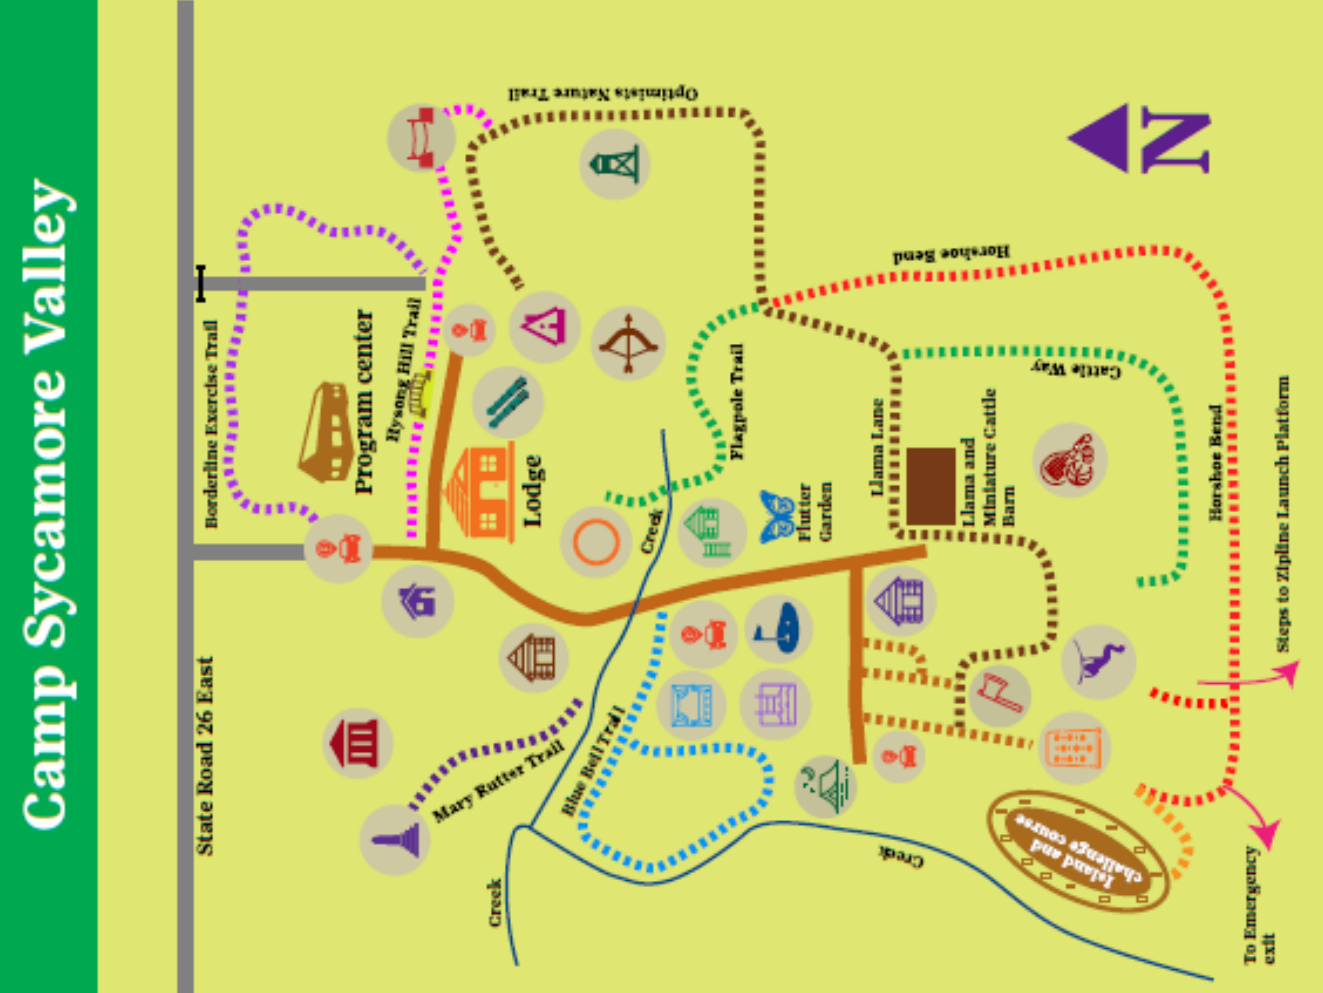 Camp Sycamore Valley
State Road 26 East
Borderline Exercise Trail
Program center
Hysong Hill Trail
Optimists Nature Trail
N
Lodge
Mary Rutter Trail
Creek
Blue Bell Trail
Creek
Flagpole Trail
Flutter
Garden
Llama Lane
Llama and
Miniature Cattle
Barn
Horshoe Bend
Cattle Way
Horshoe Bend
Creek
Island and
challenge course
Steps to Zipline Launch Platform
To Emergency
exit